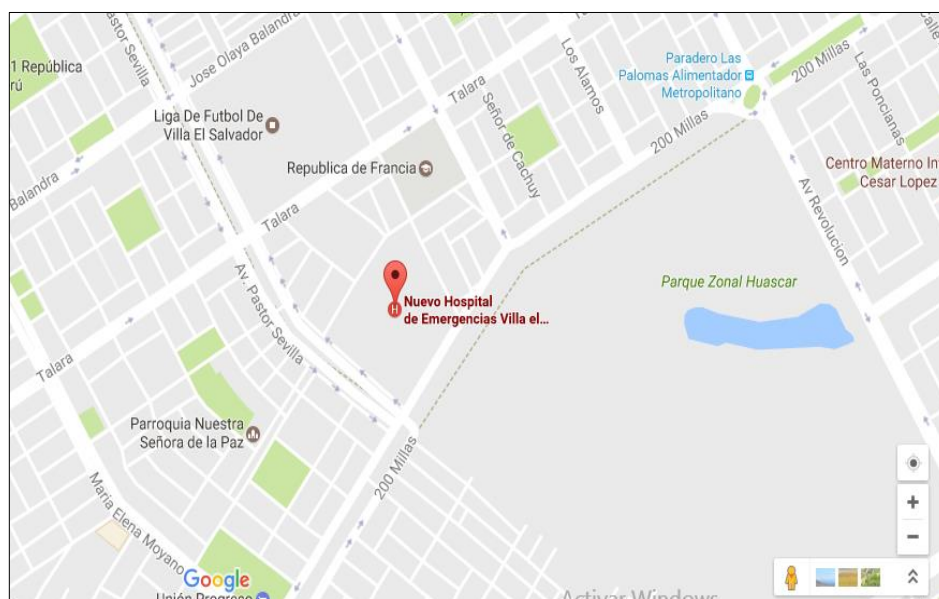 1 República
rú
Pastor Sevilla
Jose Olaya Balandra
Los Alamos
Paradero Las
Palomas Alimentador
Metropolitano
200 Millas
Calle
Las Poncianas
Liga De Futbol De
Villa El Salvador
Talara
Señor de Cachuy
200 Millas
Republica de Francia
Centro Materno In
Cesar Lopez
Balandra
Talara
Av Revolucion
Av. Pastor Sevilla
Parque Zonal Huascar
H
Nuevo Hospital
de Emergencias Villa el...
Talara
Parroquia Nuestra
Señora de la Paz
200 Millas
Maria Elena Moyano
Google
Unión Progreso
Activar Windows